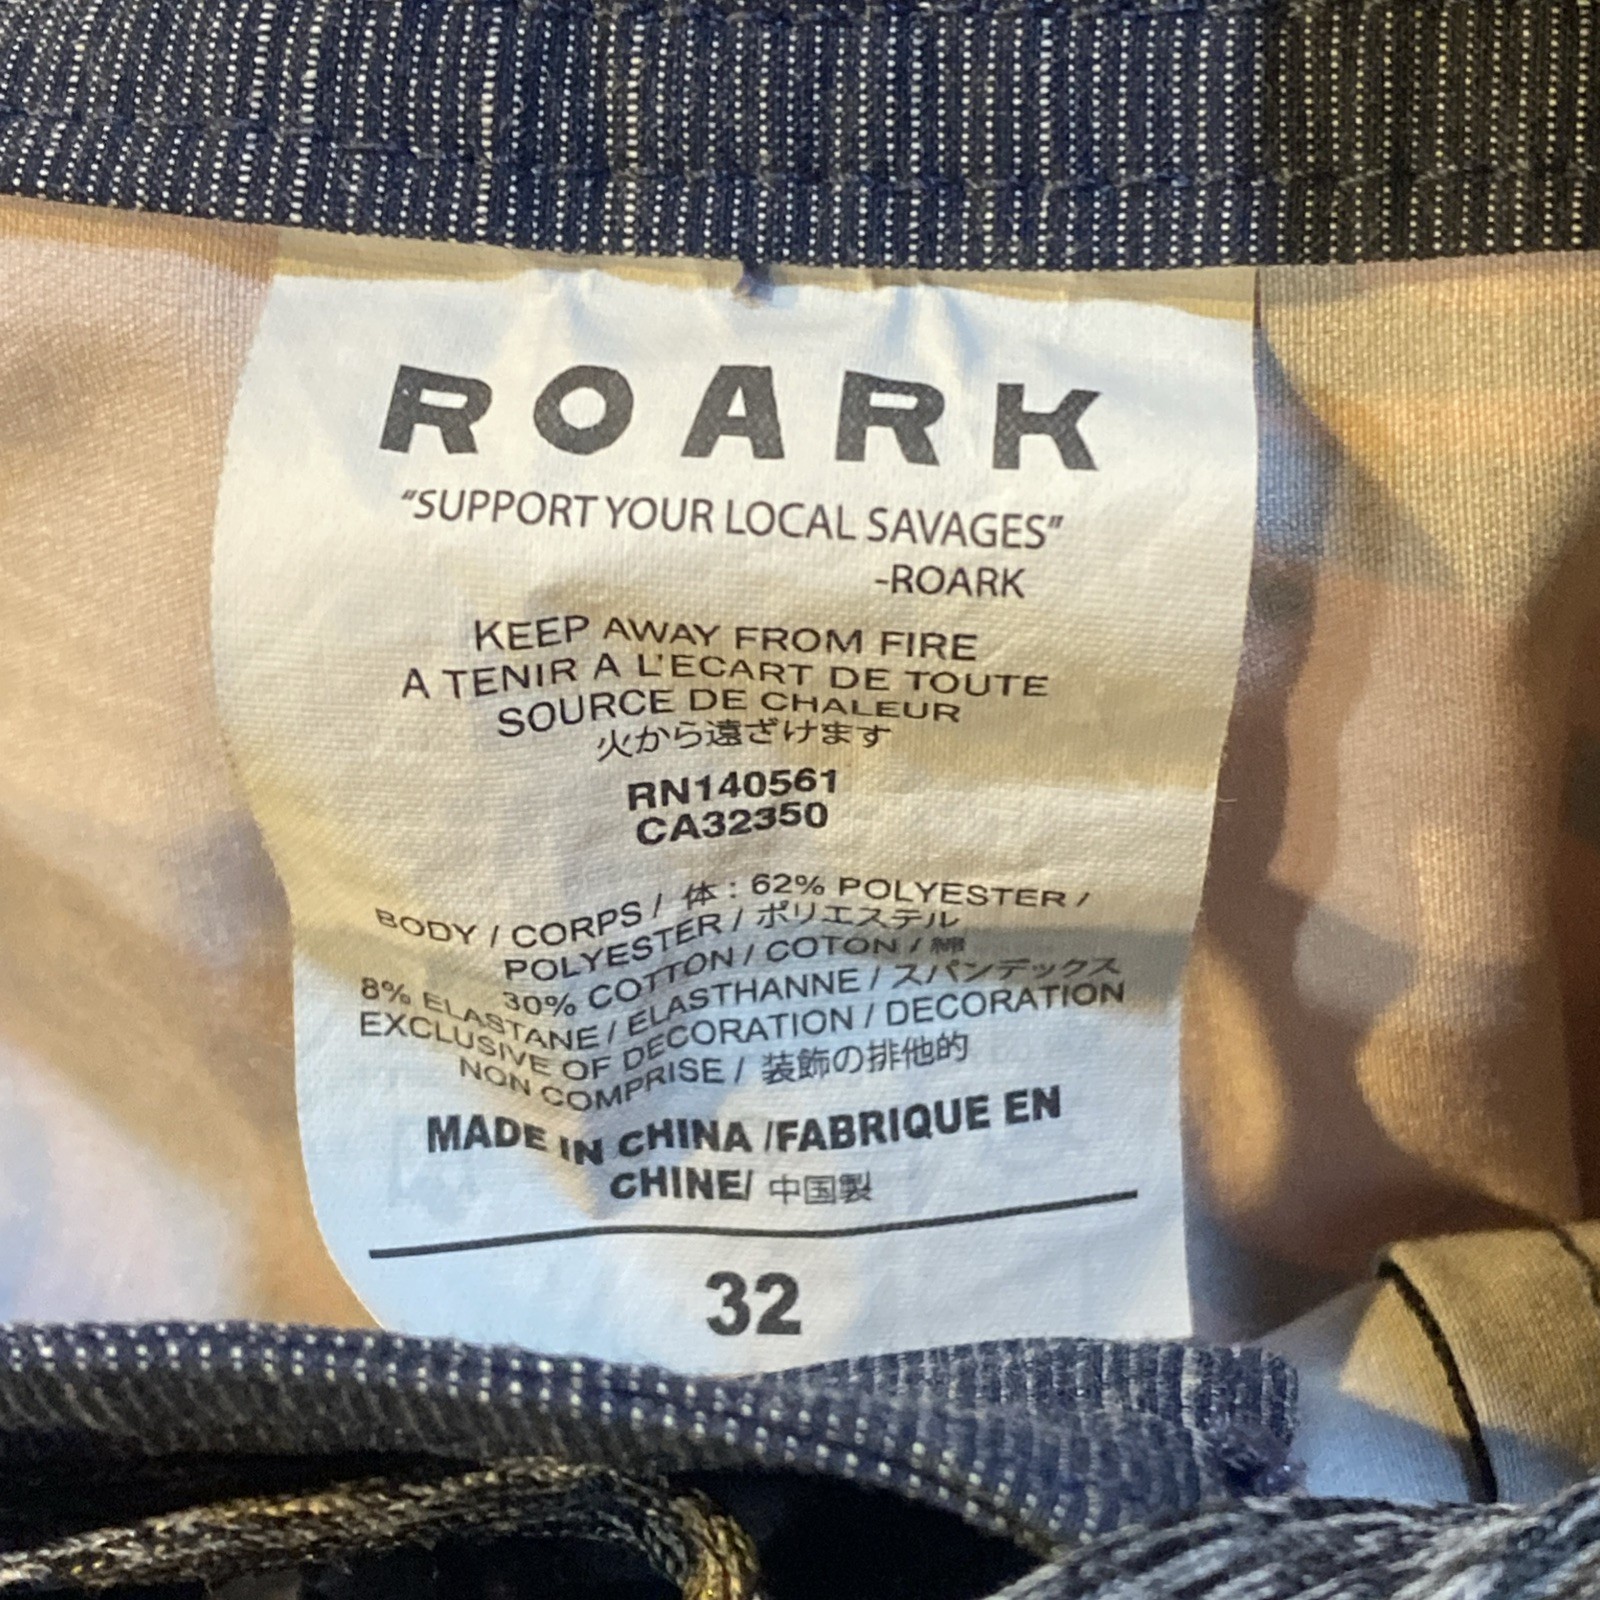 ROARK
"SUPPORT YOUR LOCAL SAVAGES"
-ROARK
KEEP AWAY FROM FIRE
A TENIR A L'ECART DE TOUTE
SOURCE DE CHALEUR
火から遠ざけます
RN140561
CA32350
BODY / CORPS / 体 : 62% POLYESTER /
POLYESTER / ポリエステル
30% COTTON / COTON / 綿
8% ELASTANE / ELASTHANNE / スパンデックス
EXCLUSIVE OF DECORATION / DECORATION
NON COMPRISE / 装飾の排他的
MADE IN CHINA /FABRIQUE EN
CHINE/ 中国製
32